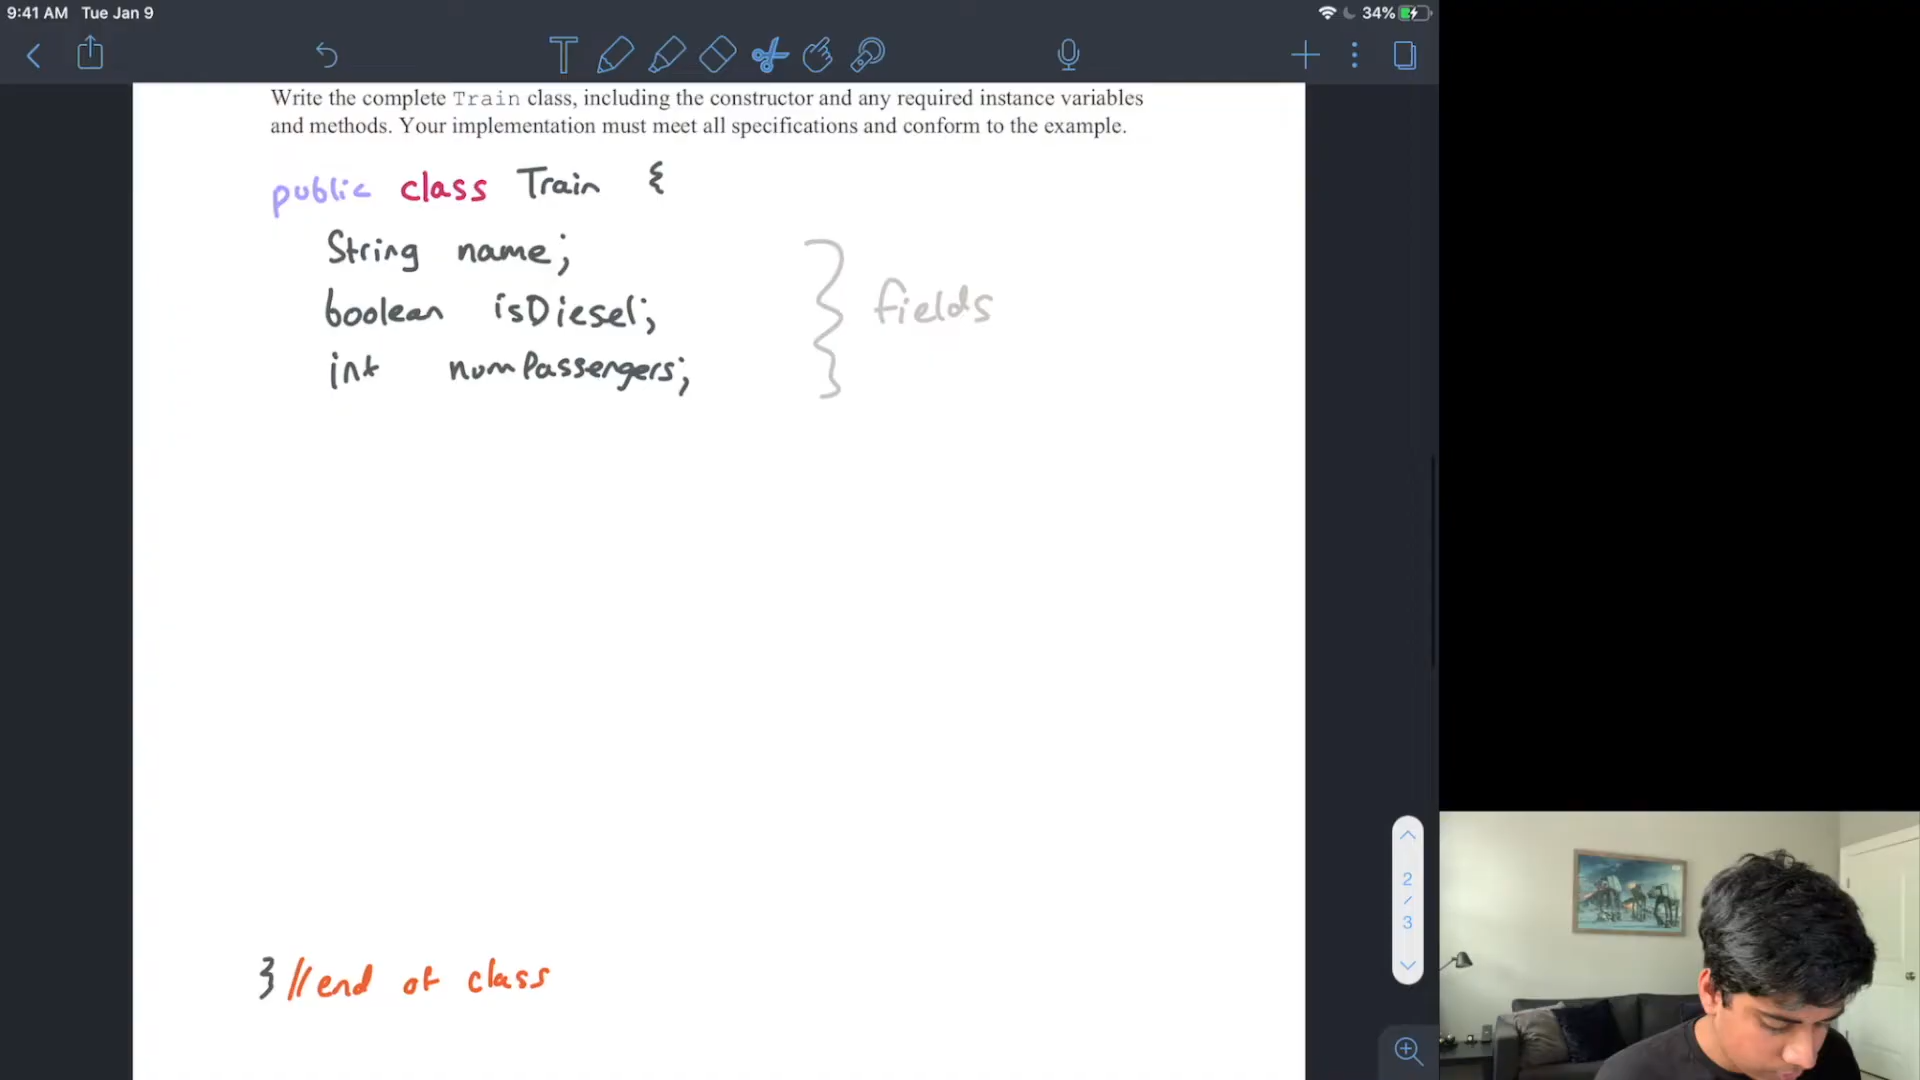 9:41 AM Tue Jan 9
34%
T
Write the complete Train class, including the constructor and any required instance variables
and methods. Your implementation must meet all specifications and conform to the example.
public class Train {
String name;
boolean isDiesel;
int numPassengers;
} fields
} //end of class
2
/
3